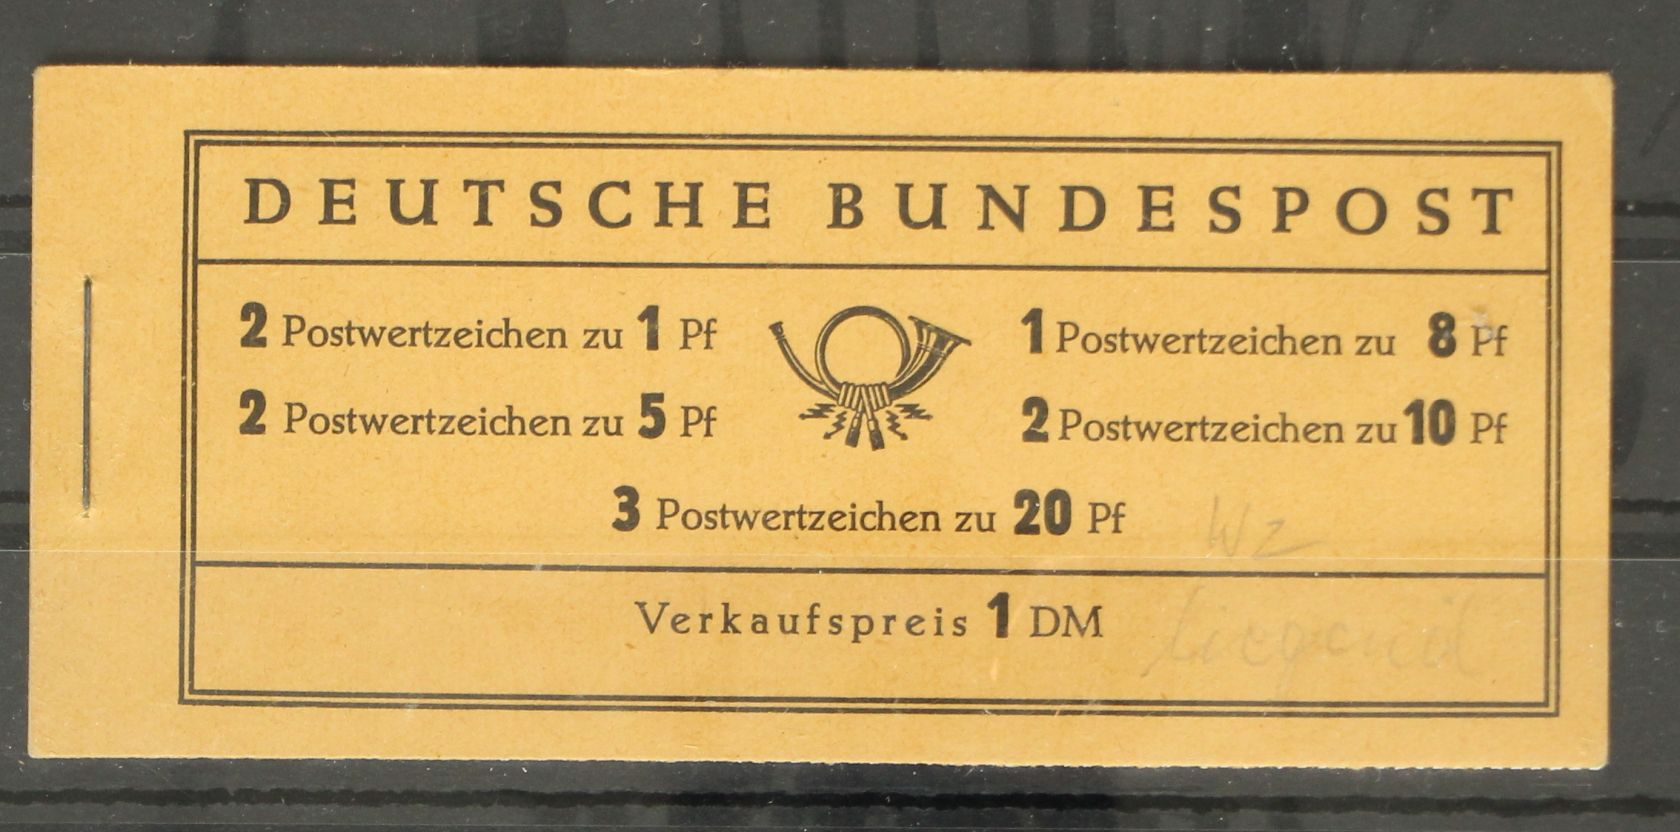 DEUTSCHE BUNDESPOST
2 Postwertzeichen zu 1 Pf
1 Postwertzeichen zu 8 Pf
2 Postwertzeichen zu 5 Pf
2 Postwertzeichen zu 10 Pf
3 Postwertzeichen zu 20 Pf
Wz
liegend
Verkaufspreis 1 DM